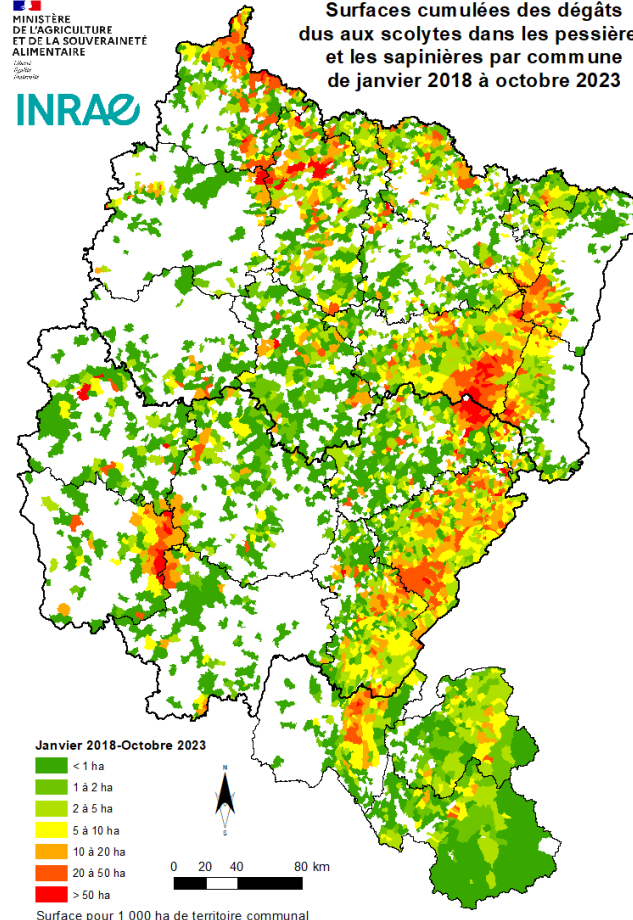 MINISTÈRE
DE L'AGRICULTURE
ET DE LA SOUVERAINETÉ
ALIMENTAIRE
Liberté
Égalité
Fraternité
INRAE
Surfaces cumulées des dégâts
dus aux scolytes dans les pessière
et les sapinières par commune
de janvier 2018 à octobre 2023
Janvier 2018-Octobre 2023
< 1 ha
1 à 2 ha
2 à 5 ha
5 à 10 ha
10 à 20 ha
20 à 50 ha
> 50 ha
N
S
0 20 40 80 km
Surface pour 1 000 ha de territoire communal